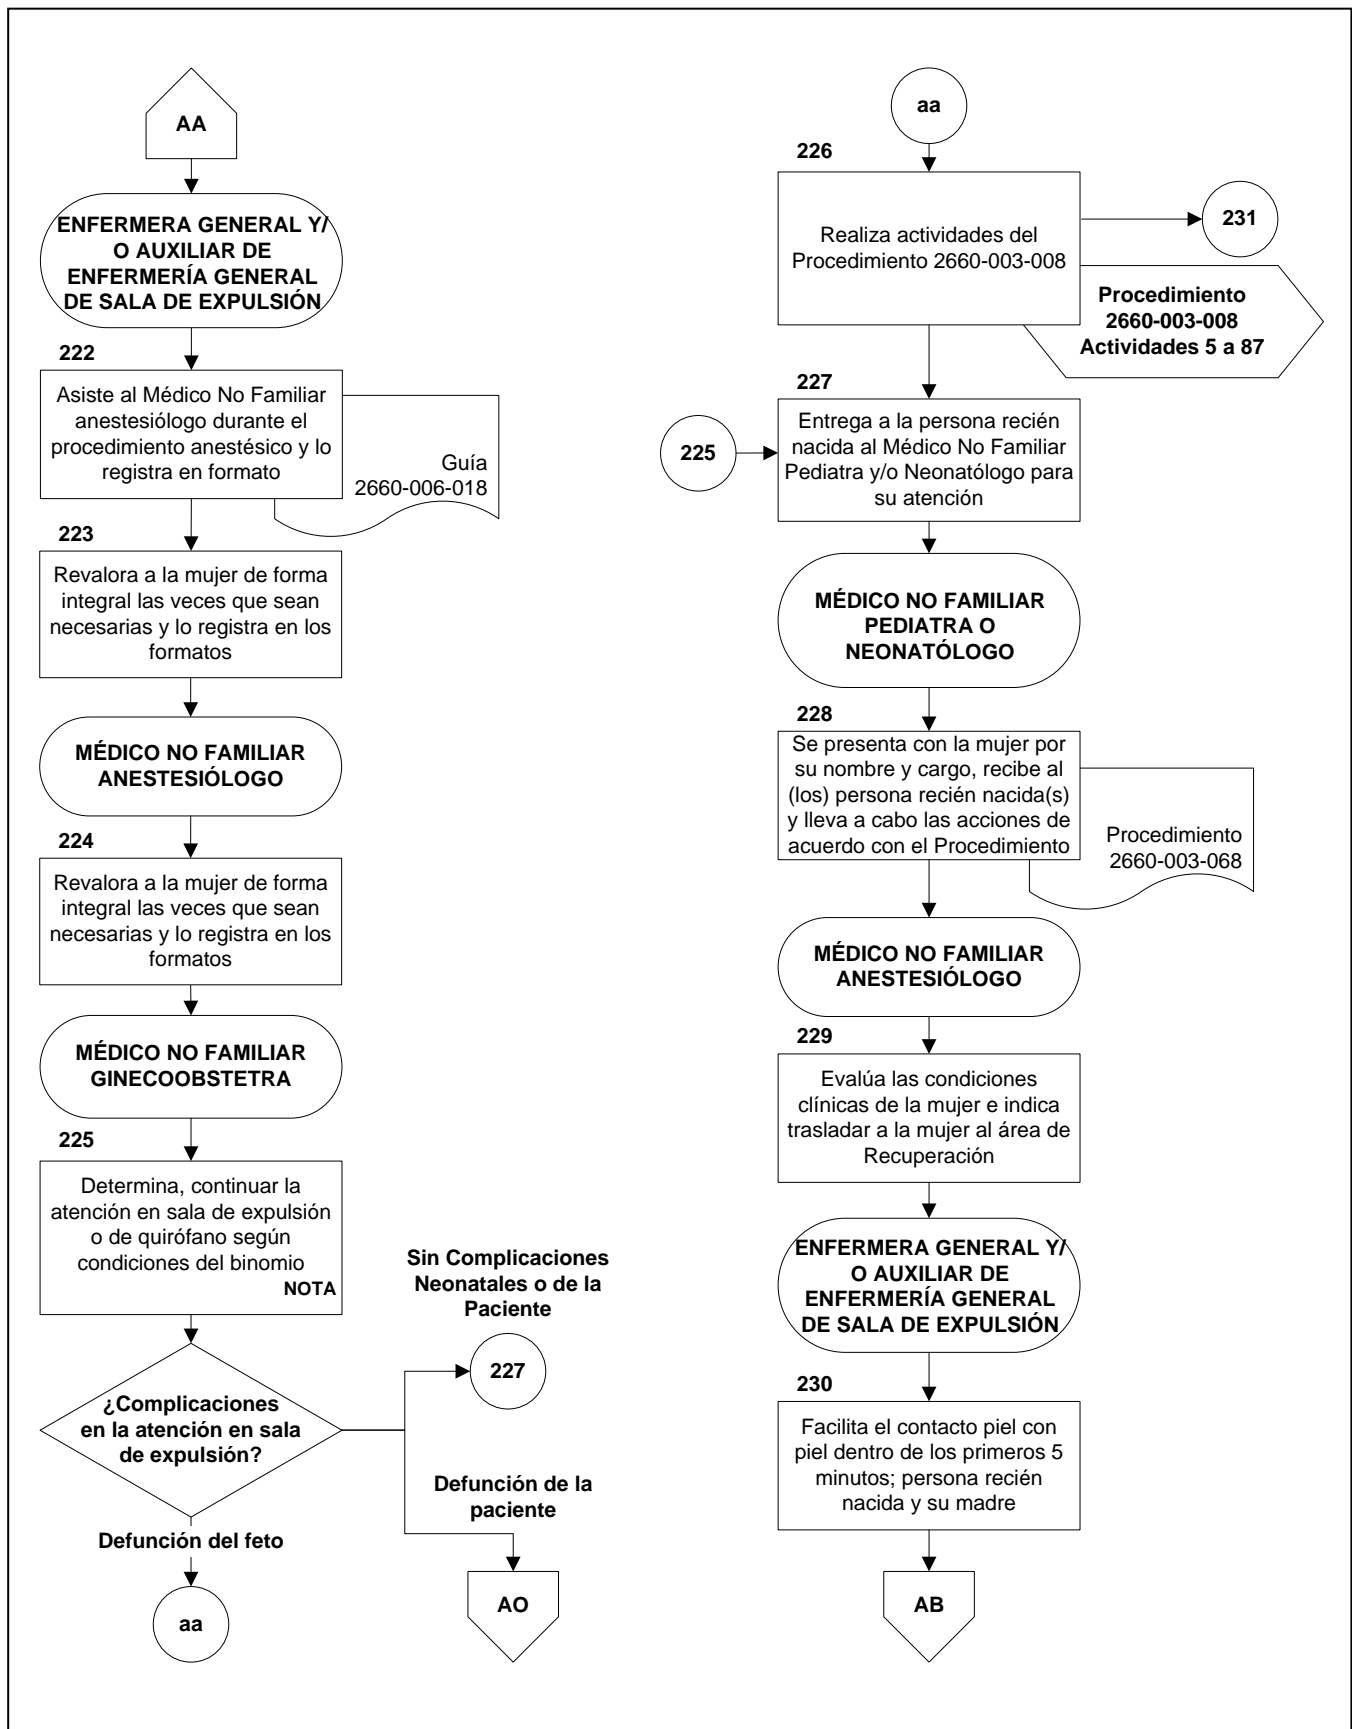 AA
ENFERMERA GENERAL Y/
O AUXILIAR DE
ENFERMERÍA GENERAL
DE SALA DE EXPULSIÓN
222
Asiste al Médico No Familiar
anestesiólogo durante el
procedimiento anestésico y lo
registra en formato
Guía
2660-006-018
223
Revalora a la mujer de forma
integral las veces que sean
necesarias y lo registra en los
formatos
MÉDICO NO FAMILIAR
ANESTESIÓLOGO
224
Revalora a la mujer de forma
integral las veces que sean
necesarias y lo registra en los
formatos
MÉDICO NO FAMILIAR
GINECOOBSTETRA
225
Determina, continuar la
atención en sala de expulsión
o de quirófano según
condiciones del binomio
NOTA
¿Complicaciones
en la atención en sala
de expulsión?
Sin Complicaciones
Neonatales o de la
Paciente
227
Defunción de la
paciente
AO
Defunción del feto
aa
aa
226
Realiza actividades del
Procedimiento 2660-003-008
231
Procedimiento
2660-003-008
Actividades 5 a 87
227
225
Entrega a la persona recién
nacida al Médico No Familiar
Pediatra y/o Neonatólogo para
su atención
MÉDICO NO FAMILIAR
PEDIATRA O
NEONATÓLOGO
228
Se presenta con la mujer por
su nombre y cargo, recibe al
(los) persona recién nacida(s)
y lleva a cabo las acciones de
acuerdo con el Procedimiento
Procedimiento
2660-003-068
MÉDICO NO FAMILIAR
ANESTESIÓLOGO
229
Evalúa las condiciones
clínicas de la mujer e indica
trasladar a la mujer al área de
Recuperación
ENFERMERA GENERAL Y/
O AUXILIAR DE
ENFERMERÍA GENERAL
DE SALA DE EXPULSIÓN
230
Facilita el contacto piel con
piel dentro de los primeros 5
minutos; persona recién
nacida y su madre
AB